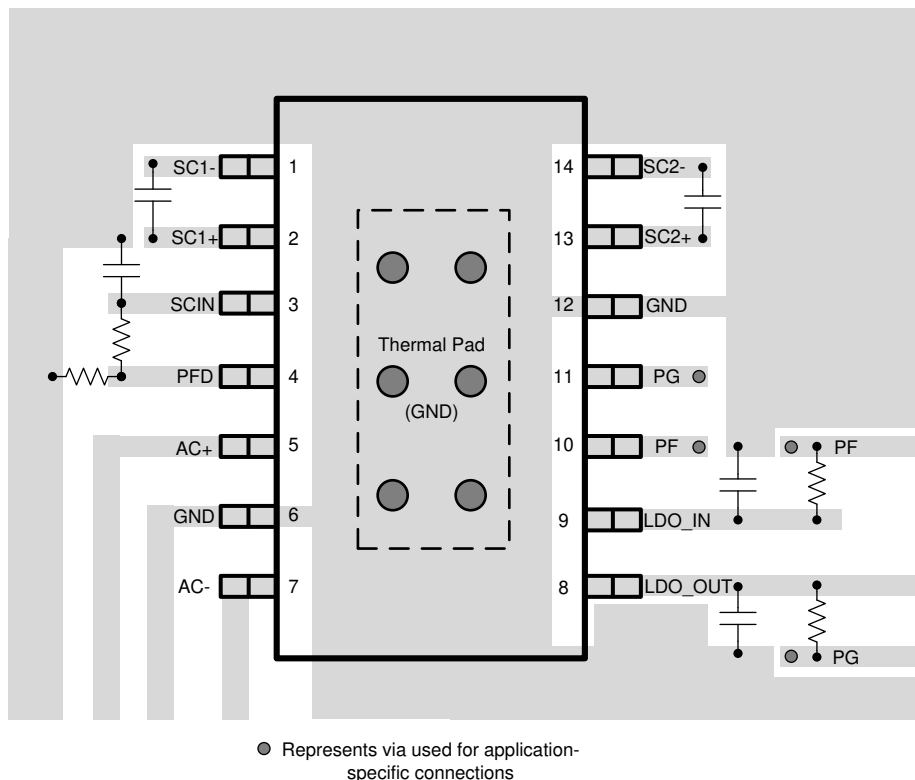 SC1- 1 14 SC2-
SC1+ 2 13 SC2+
SCIN 3 12 GND
Thermal Pad
PFD 4 11 PG
(GND)
AC+ 5 10 PF PF
GND 6 9 LDO_IN
AC- 7 8 LDO_OUT
PG
Represents via used for application-
specific connections